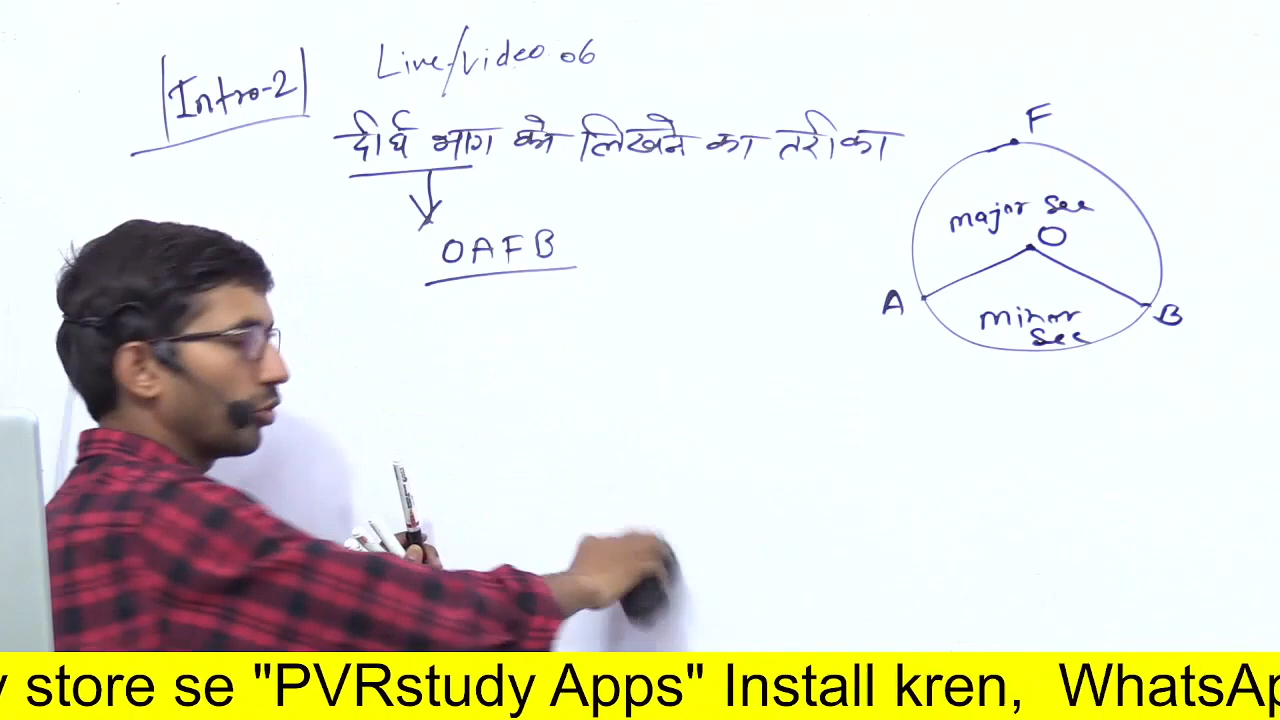 Intro-2
Live/video 06
दीर्घ भाग को लिखने का तरीका
OAFB
F
major sec
O
A
minor
sec
B
y store se "PVRstudy Apps" Install kren, WhatsAp